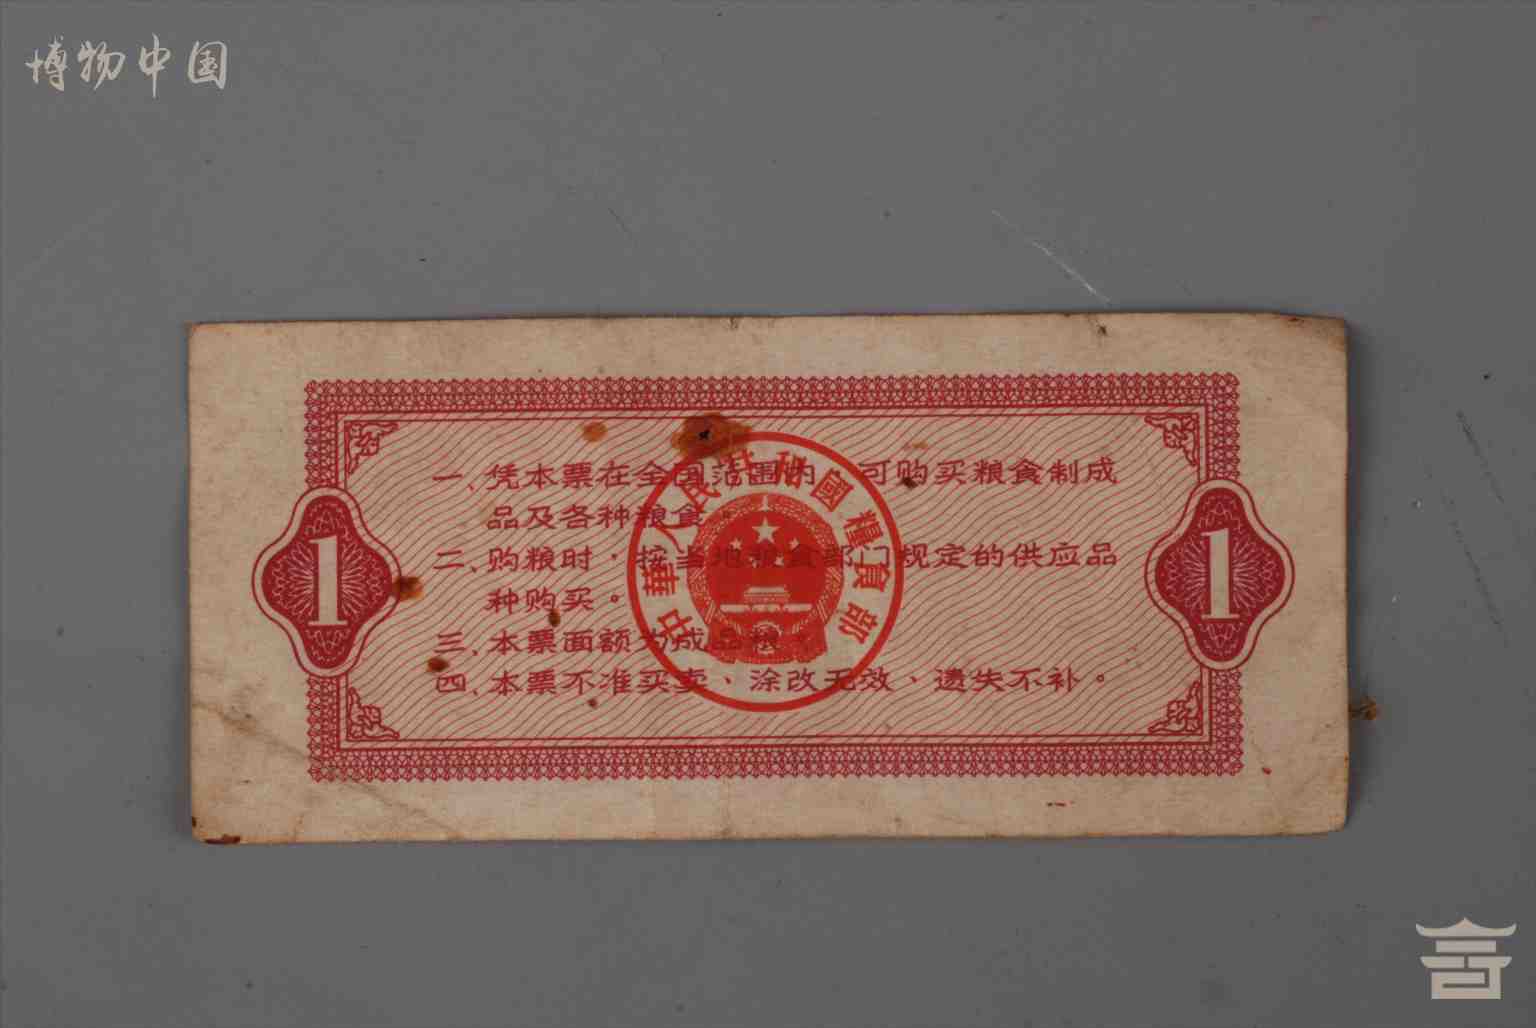 博物中国
一、凭本票在全国范围内，可购买粮食制成
品及各种粮食。
二、购粮时，按当地粮食部门规定的供应品
种购买。
三、本票面额为成品粮。
四、本票不准买卖、涂改无效、遗失不补。
中華人民共和國糧食部
1
1